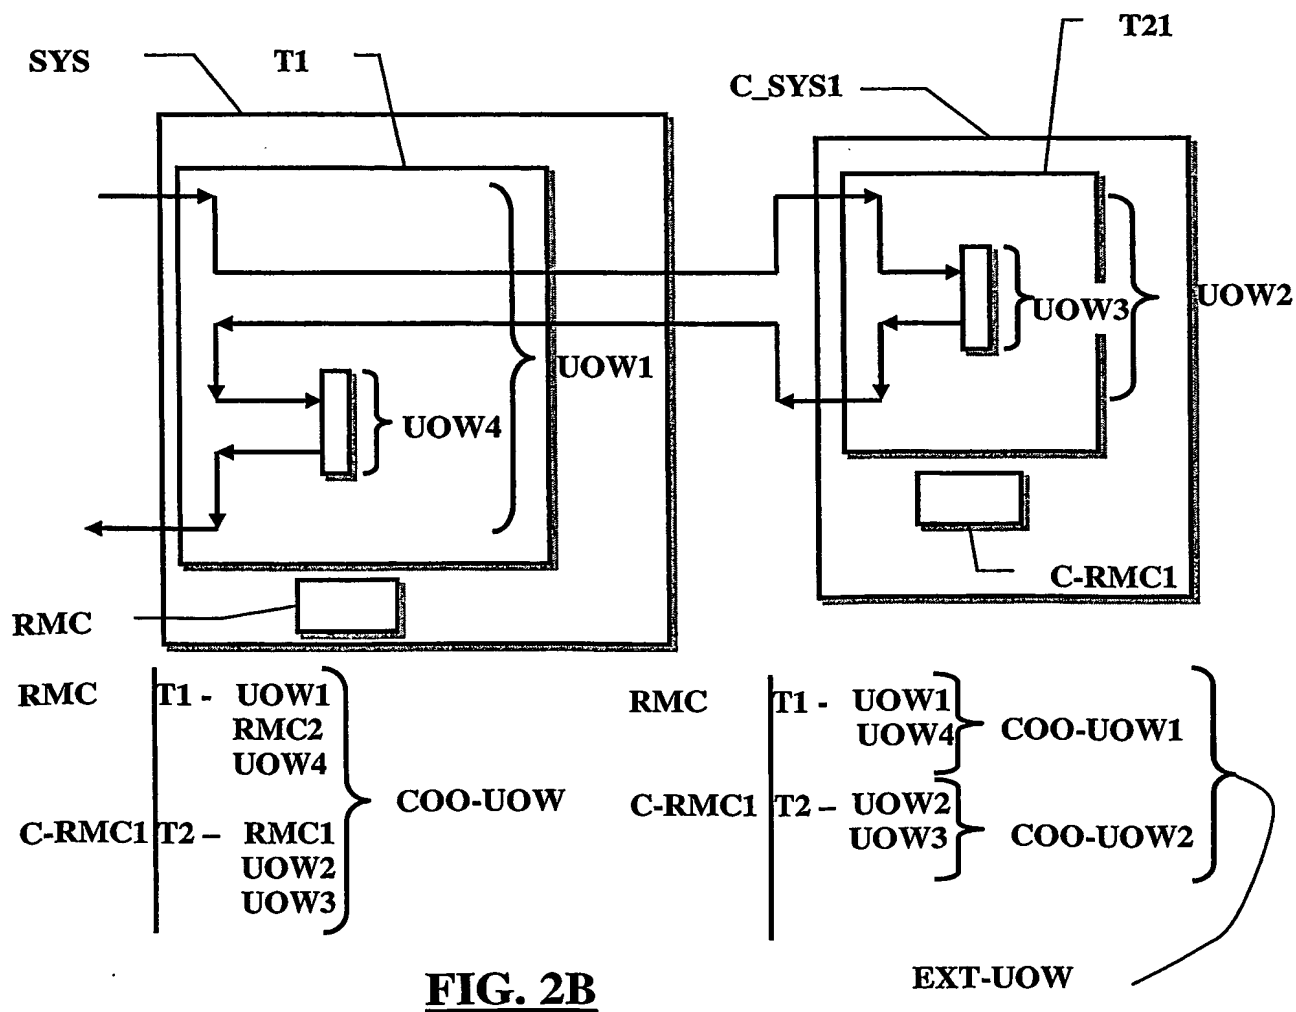 T21
SYS
T1
C_SYS1
UOW3
UOW2
UOW1
UOW4
C-RMC1
RMC
RMC T1 - UOW1
RMC2
UOW4
COO-UOW
C-RMC1 T2 – RMC1
UOW2
UOW3
RMC T1 - UOW1
UOW4
COO-UOW1
C-RMC1 T2 – UOW2
UOW3
COO-UOW2
EXT-UOW
FIG. 2B